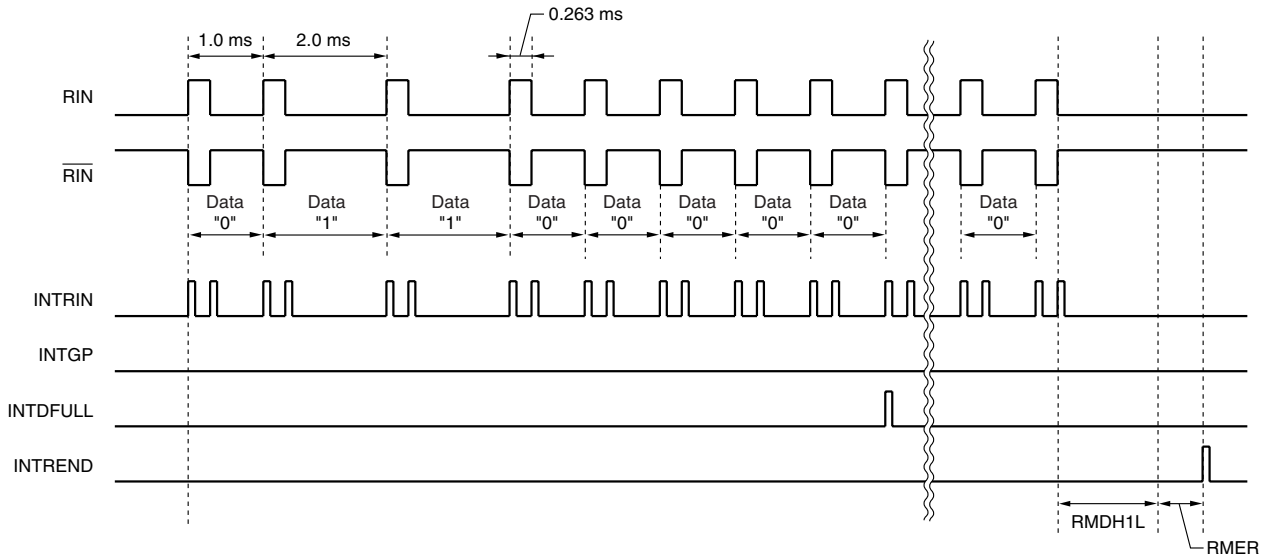 0.263 ms
1.0 ms
2.0 ms
RIN
RIN
Data "0"
Data "1"
Data "1"
Data "0"
Data "0"
Data "0"
Data "0"
Data "0"
Data "0"
INTRIN
INTGP
INTDFULL
INTREND
RMDH1L
RMER